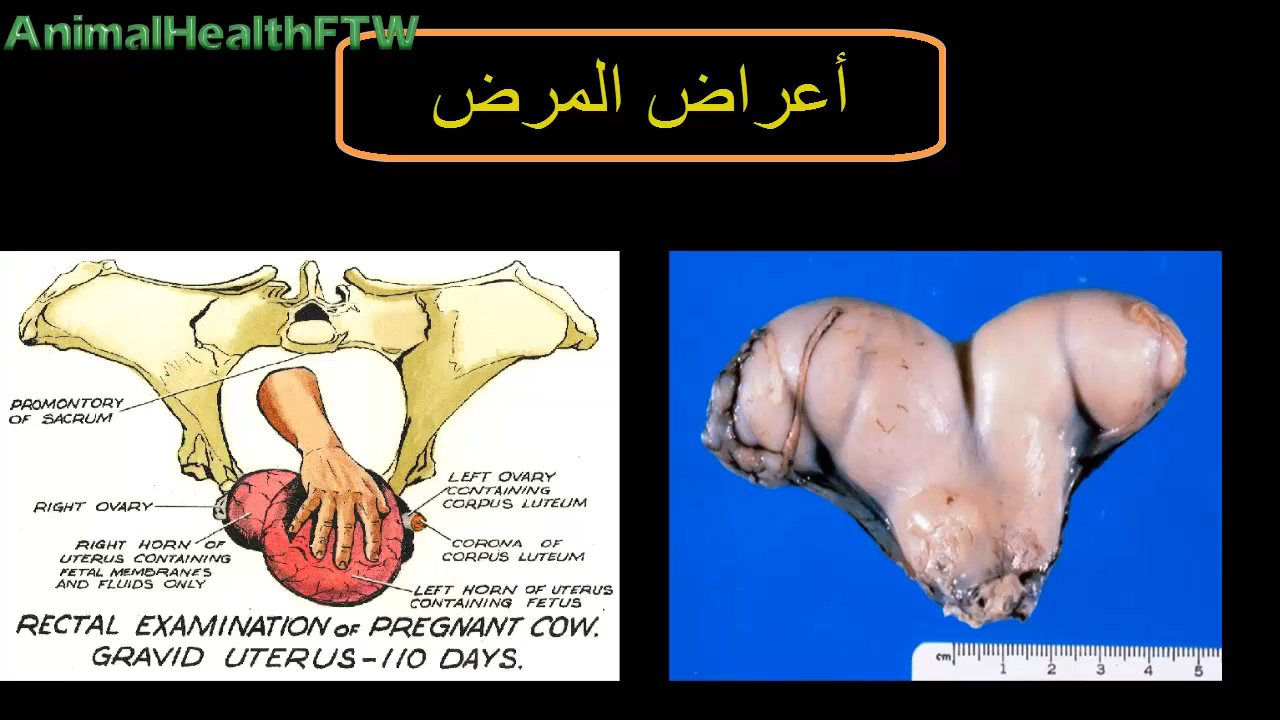 AnimalHealthFTW
أعراض المرض
PROMONTORY
OF SACRUM
RIGHT OVARY
RIGHT HORN OF
UTERUS CONTAINING
FETAL MEMBRANES
AND FLUIDS ONLY
LEFT OVARY
CONTAINING
CORPUS LUTEUM
CORONA OF
CORPUS LUTEUM
LEFT HORN OF UTERUS
CONTAINING FETUS
RECTAL EXAMINATION OF PREGNANT COW.
GRAVID UTERUS-110 DAYS.
cm 1 2 3 4 5